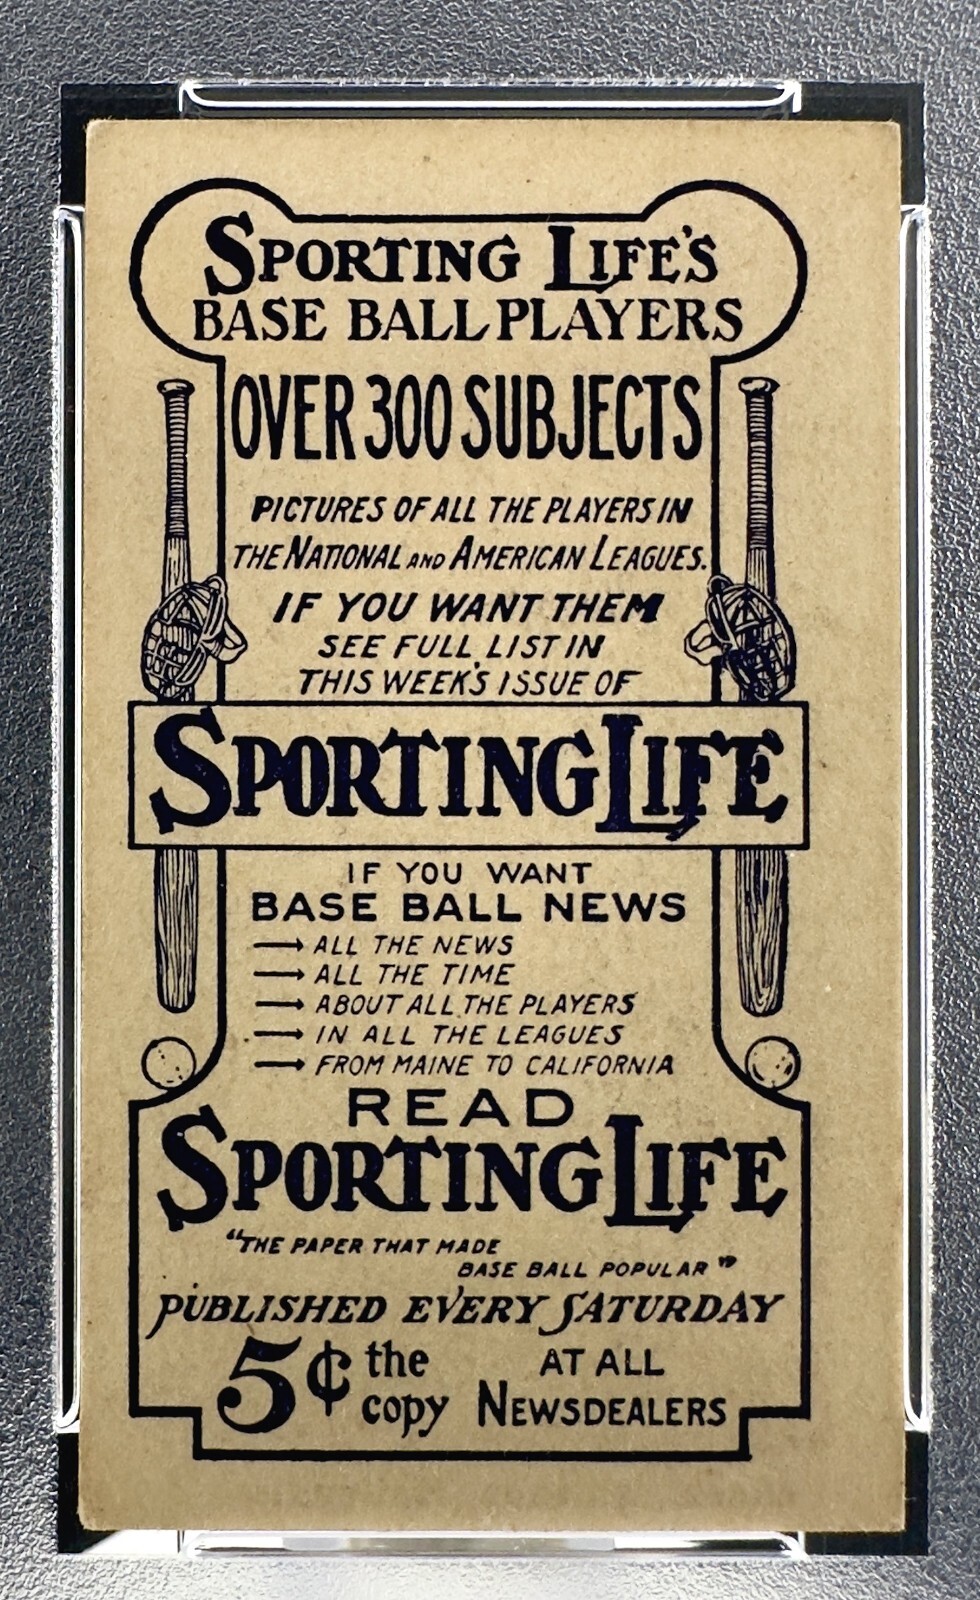 SPORTING LIFE'S
BASE BALL PLAYERS
OVER 300 SUBJECTS
PICTURES OF ALL THE PLAYERS IN
THE NATIONAL AND AMERICAN LEAGUES.
IF YOU WANT THEM
SEE FULL LIST IN
THIS WEEK'S ISSUE OF
SPORTING LIFE
IF YOU WANT
BASE BALL NEWS
→ ALL THE NEWS
→ ALL THE TIME
→ ABOUT ALL THE PLAYERS
→ IN ALL THE LEAGUES
→ FROM MAINE TO CALIFORNIA
READ
SPORTING LIFE
"THE PAPER THAT MADE
BASE BALL POPULAR"
PUBLISHED EVERY SATURDAY
5¢ the copy AT ALL NEWSDEALERS